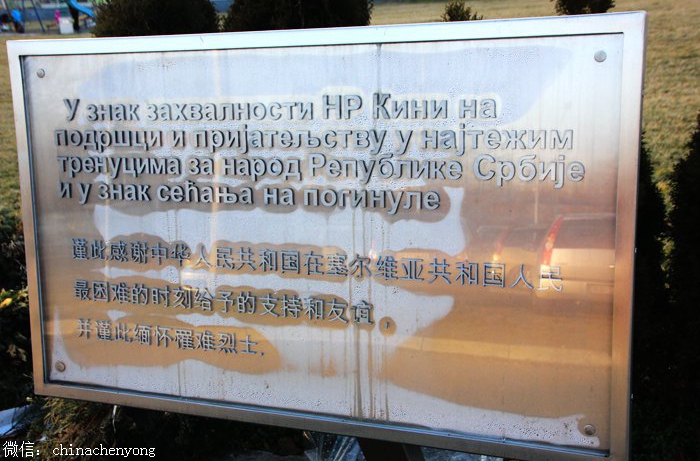 У знак захвалности НР Кини на
подршци и пријатељству у најтежим
тренуцима за народ Републике Србије
и у знак сећања на погинуле
谨此感谢中华人民共和国在塞尔维亚共和国人民
最困难的时刻给予的支持和友谊，
并谨此缅怀罹难烈士.
微信：chinachenyong